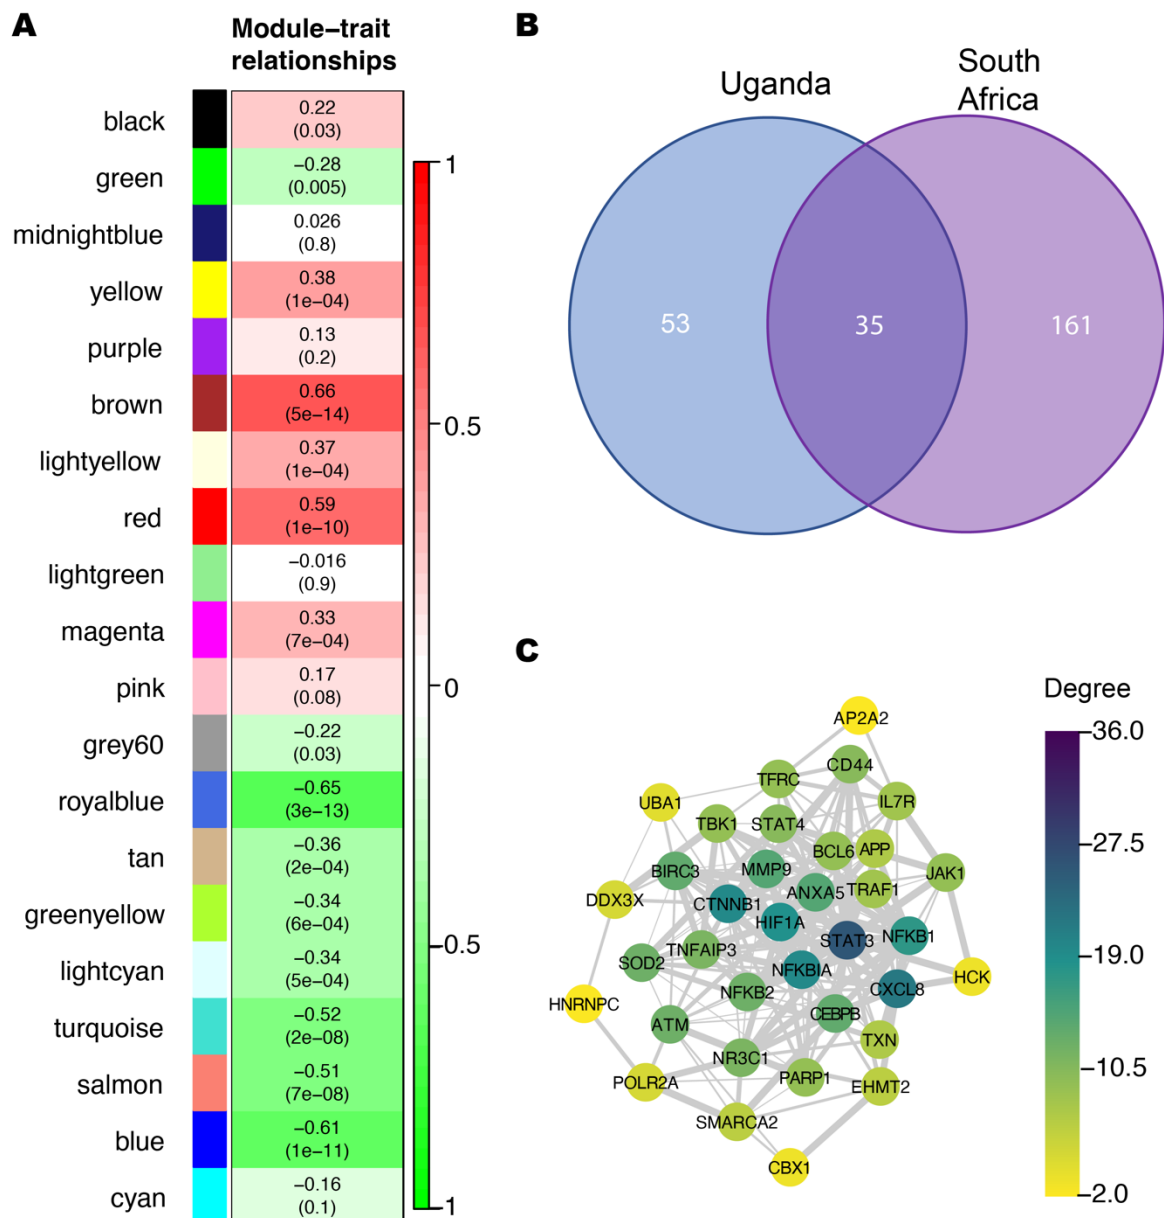 A
Module−trait
relationships
black
0.22
(0.03)
green
−0.28
(0.005)
midnightblue
0.026
(0.8)
yellow
0.38
(1e−04)
purple
0.13
(0.2)
brown
0.66
(5e−14)
lightyellow
0.37
(1e−04)
red
0.59
(1e−10)
lightgreen
−0.016
(0.9)
magenta
0.33
(7e−04)
pink
0.17
(0.08)
grey60
−0.22
(0.03)
royalblue
−0.65
(3e−13)
tan
−0.36
(2e−04)
greenyellow
−0.34
(6e−04)
lightcyan
−0.34
(5e−04)
turquoise
−0.52
(2e−08)
salmon
−0.51
(7e−08)
blue
−0.61
(1e−11)
cyan
−0.16
(0.1)
1
0.5
0
−0.5
−1
B
Uganda
South
Africa
53
35
161
C
AP2A2
CD44
TFRC
IL7R
UBA1
TBK1
STAT4
BCL6
APP
JAK1
BIRC3
MMP9
ANXA5
TRAF1
DDX3X
CTNNB1
HIF1A
STAT3
NFKB1
TNFAIP3
SOD2
NFKBIA
HCK
NFKB2
CXCL8
HNRNPC
ATM
CEBPB
TXN
NR3C1
POLR2A
PARP1
EHMT2
SMARCA2
CBX1
Degree
36.0
27.5
19.0
10.5
2.0